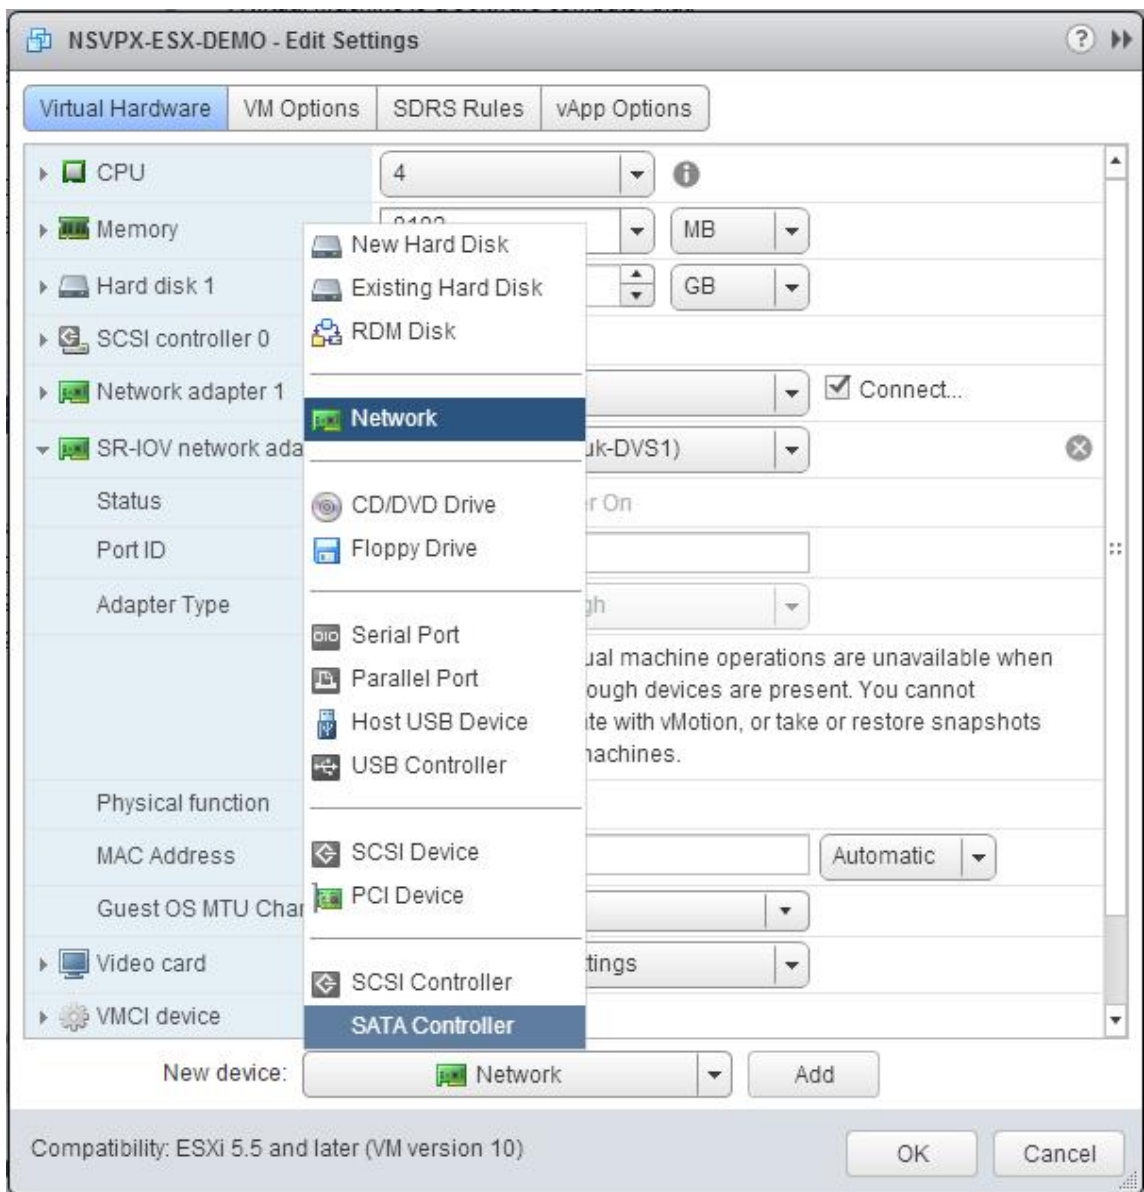 NSVPX-ESX-DEMO - Edit Settings
Virtual Hardware VM Options SDRS Rules vApp Options
CPU 4
Memory MB
Hard disk 1 GB
SCSI controller 0
Network adapter 1 Connect...
SR-IOV network ada uk-DVS1)
Status er On
Port ID
Adapter Type gh
ual machine operations are unavailable when
ough devices are present. You cannot
te with vMotion, or take or restore snapshots
nachines.
Physical function
MAC Address Automatic
Guest OS MTU Chan
Video card tings
VMCI device
New Hard Disk
Existing Hard Disk
RDM Disk
Network
CD/DVD Drive
Floppy Drive
Serial Port
Parallel Port
Host USB Device
USB Controller
SCSI Device
PCI Device
SCSI Controller
SATA Controller
New device: Network Add
Compatibility: ESXi 5.5 and later (VM version 10) OK Cancel